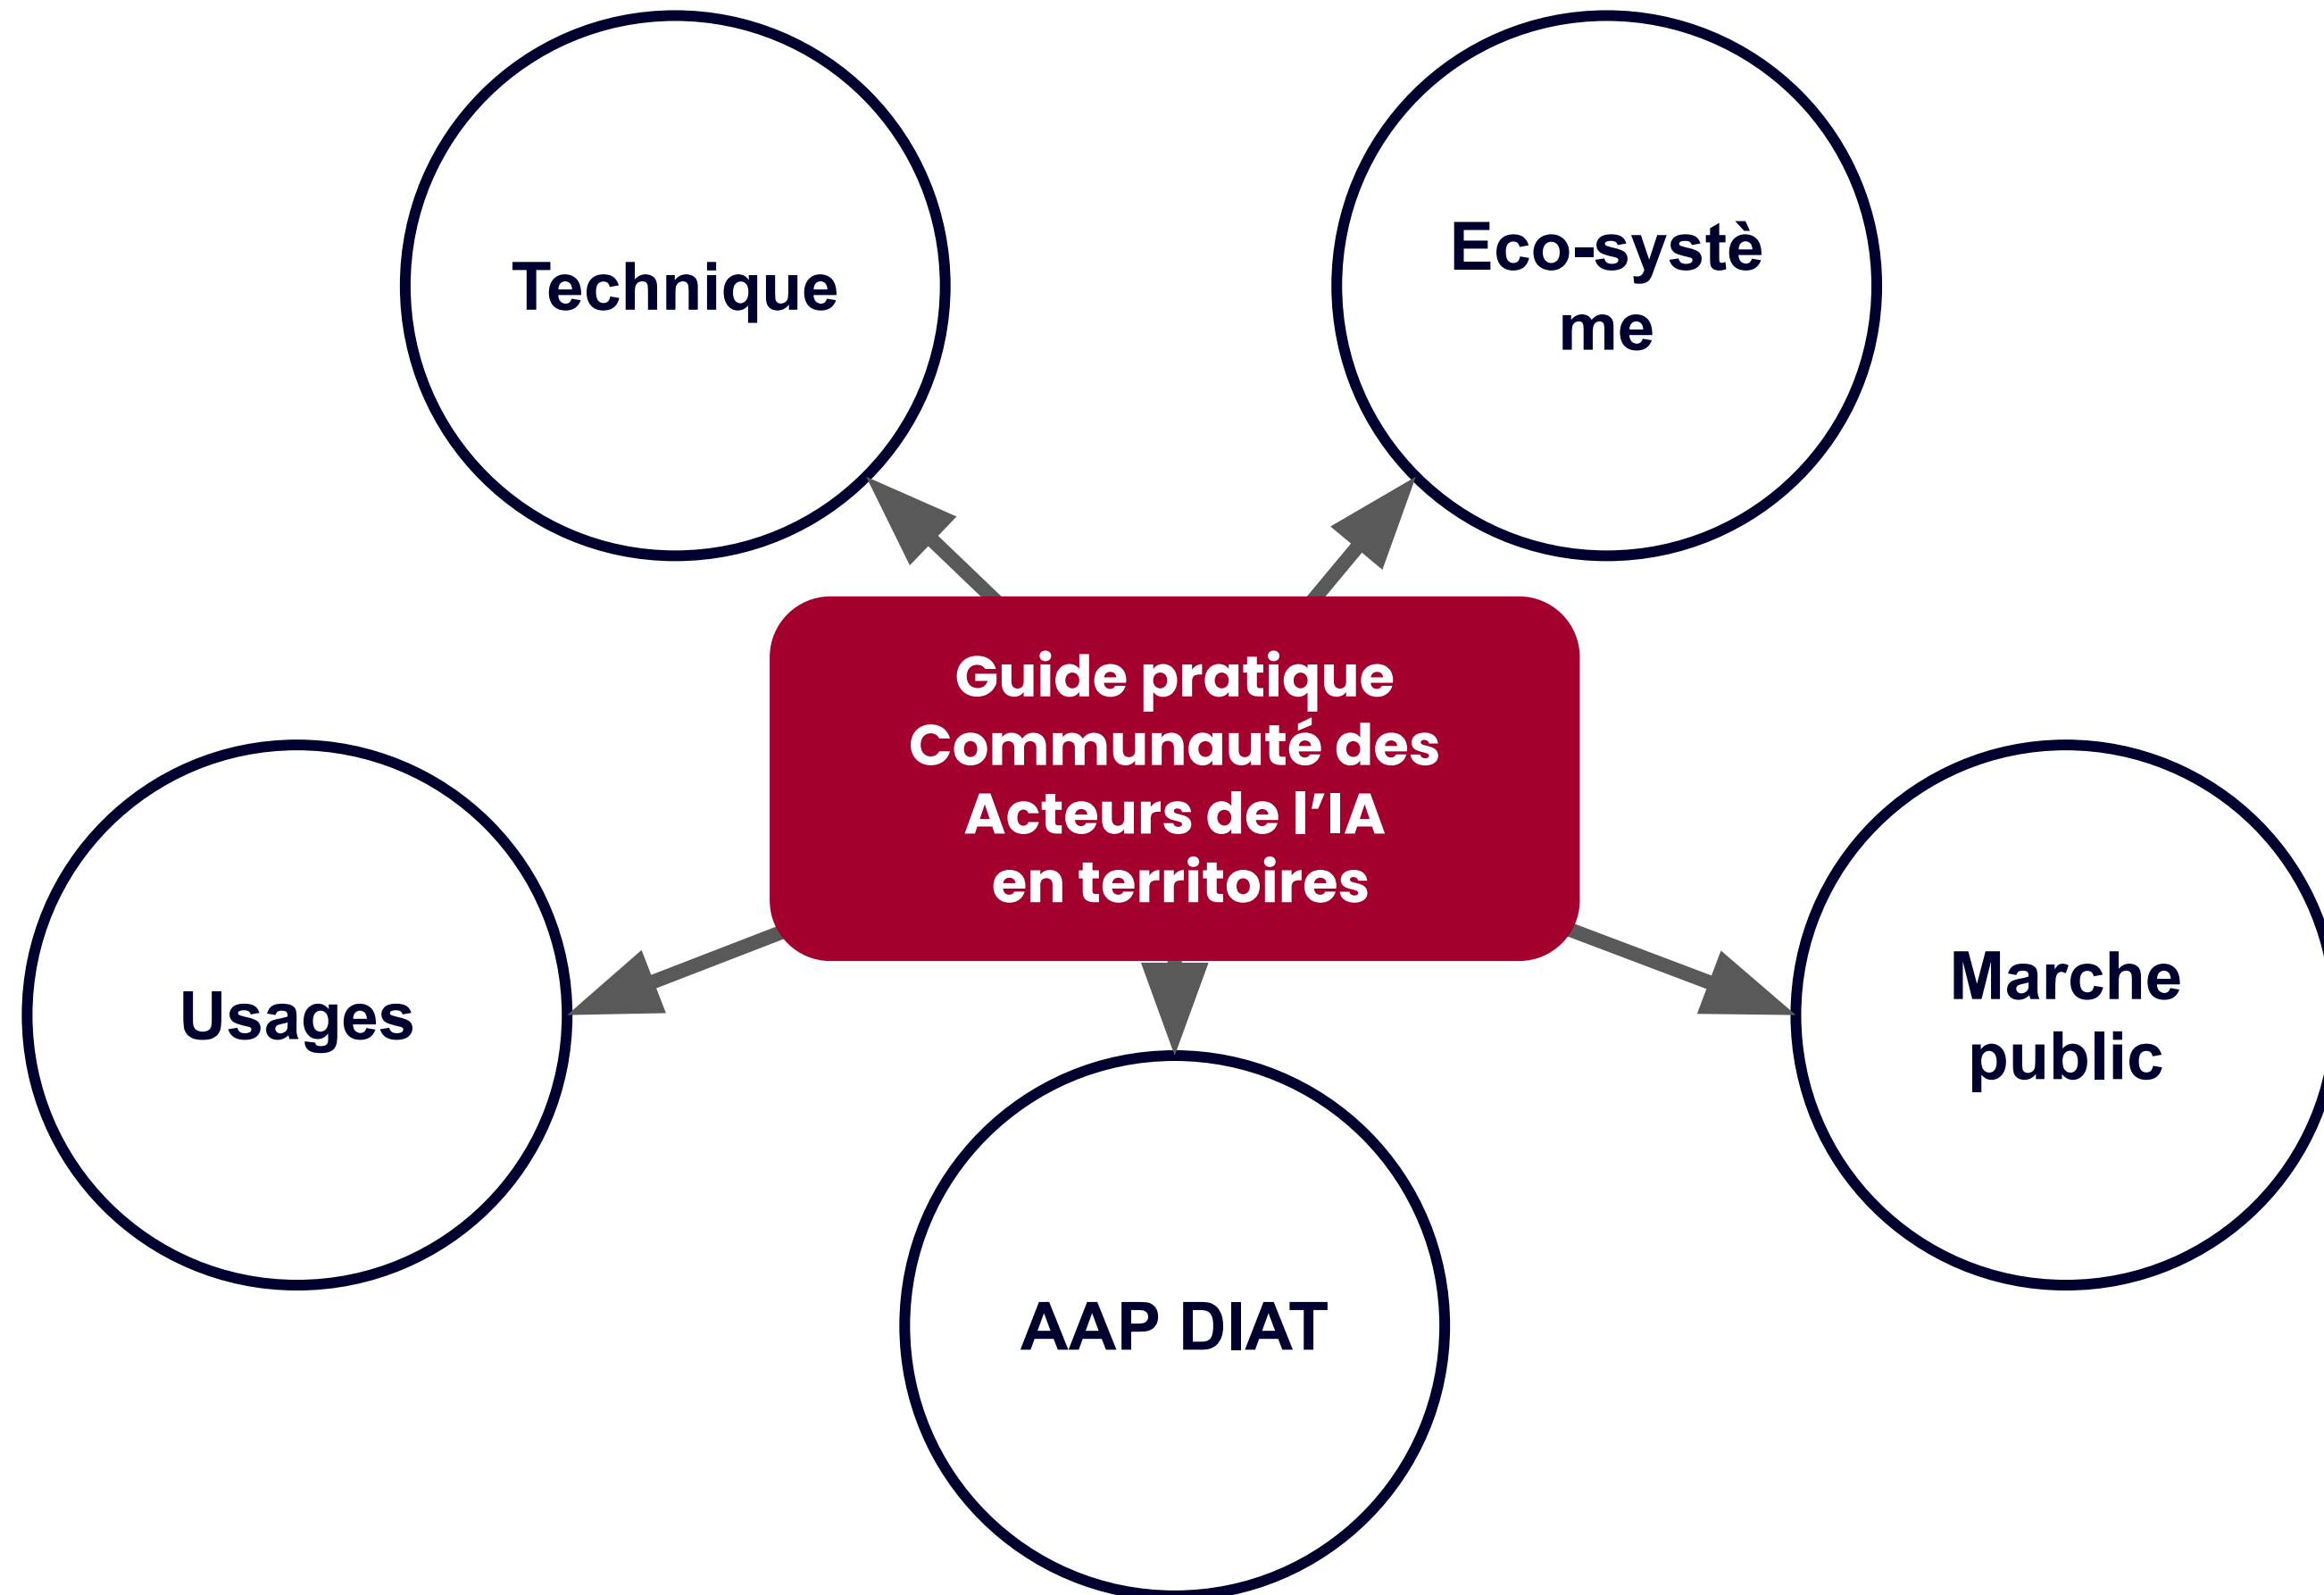 Technique
Eco-systè
me
Guide pratique
Communauté des
Acteurs de l'IA
en territoires
Usages
Marche
public
AAP DIAT